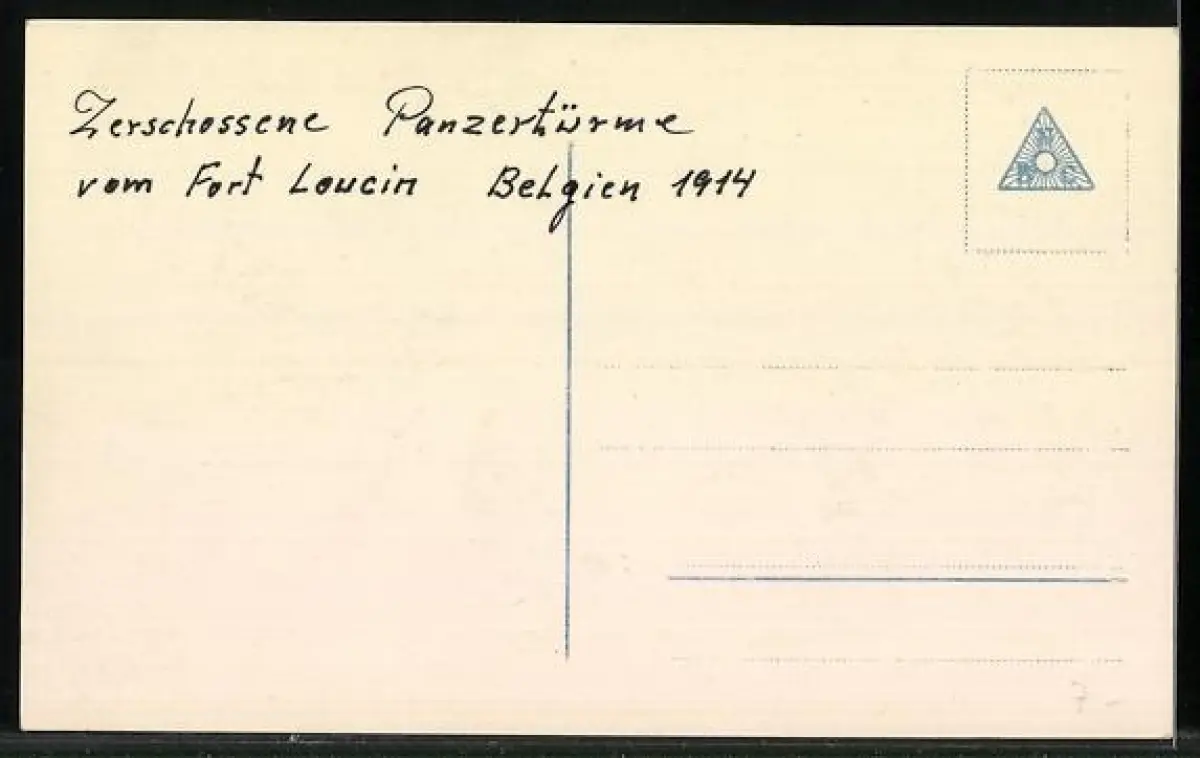 Zerschossene Panzertürme
vom Fort Loucin Belgien 1914